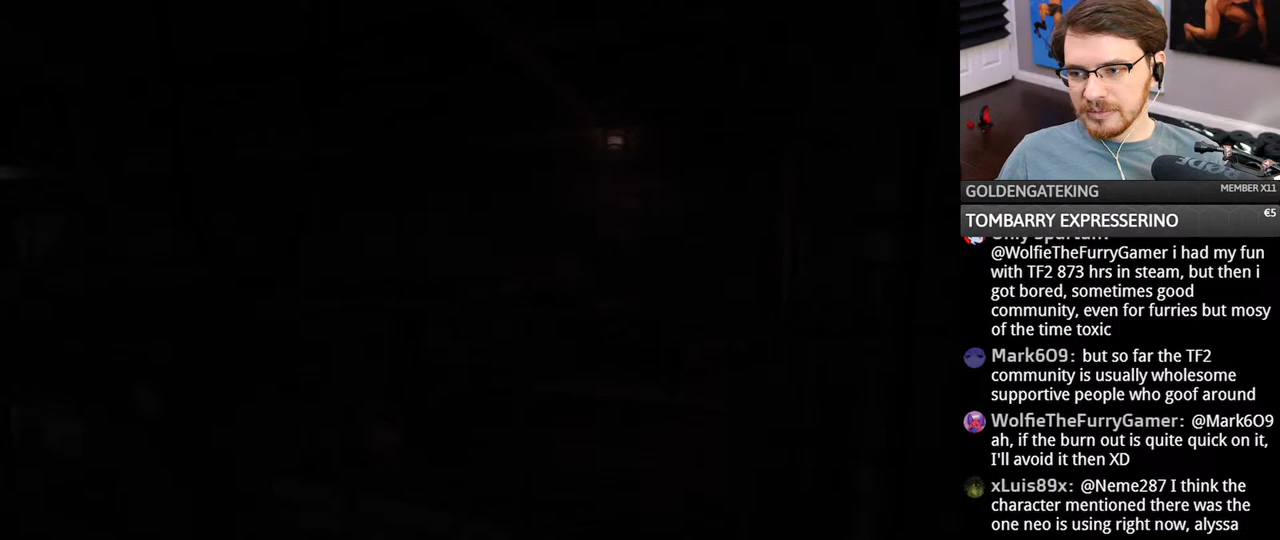 GOLDENGATEKING MEMBER X11
TOMBARRY EXPRESSERINO €5
@WolfieTheFurryGamer i had my fun
with TF2 873 hrs in steam, but then i
got bored, sometimes good
community, even for furries but mosy
of the time toxic
Mark6O9: but so far the TF2
community is usually wholesome
supportive people who goof around
WolfieTheFurryGamer: @Mark6O9
ah, if the burn out is quite quick on it,
I'll avoid it then XD
xLuis89x: @Neme287 I think the
character mentioned there was the
one neo is using right now, alyssa